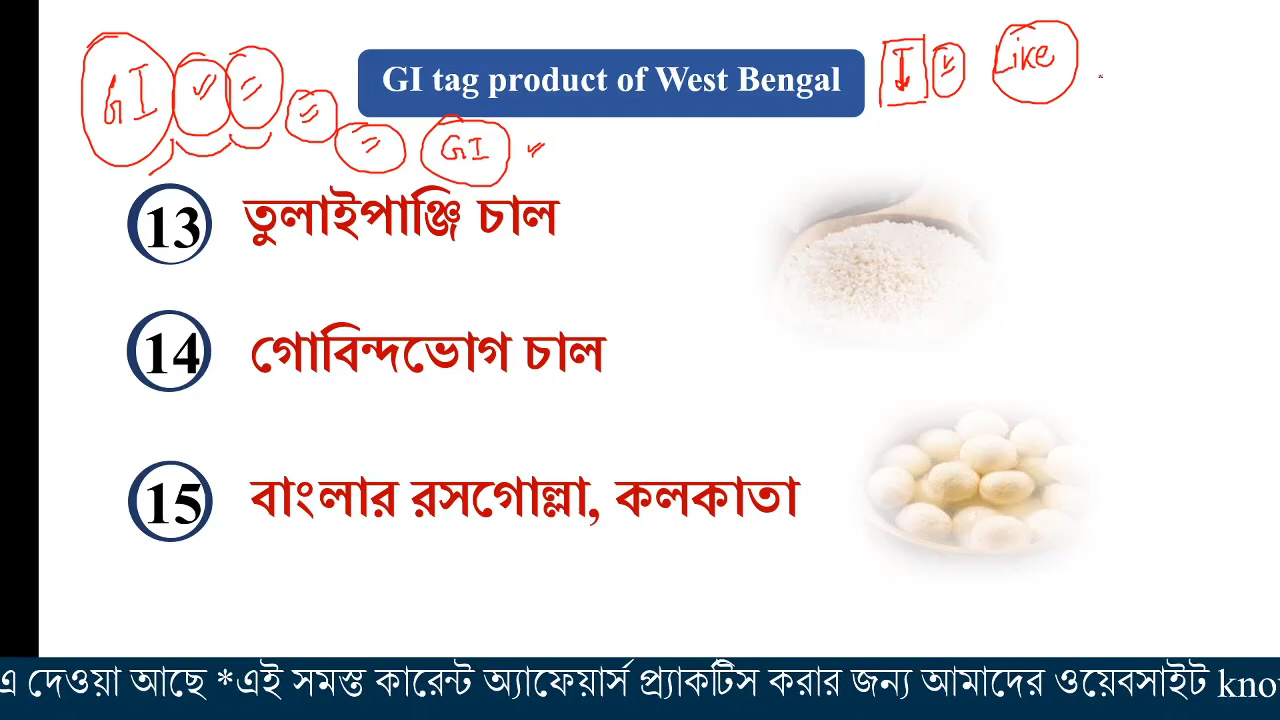 GI tag product of West Bengal
GI
GI
Like
13 তুলাইপাঞ্জি চাল
14 গোবিন্দভোগ চাল
15 বাংলার রসগোল্লা, কলকাতা
এ দেওয়া আছে *এই সমস্ত কারেন্ট অ্যাফেয়ার্স প্র্যাকটিস করার জন্য আমাদের ওয়েবসাইট know